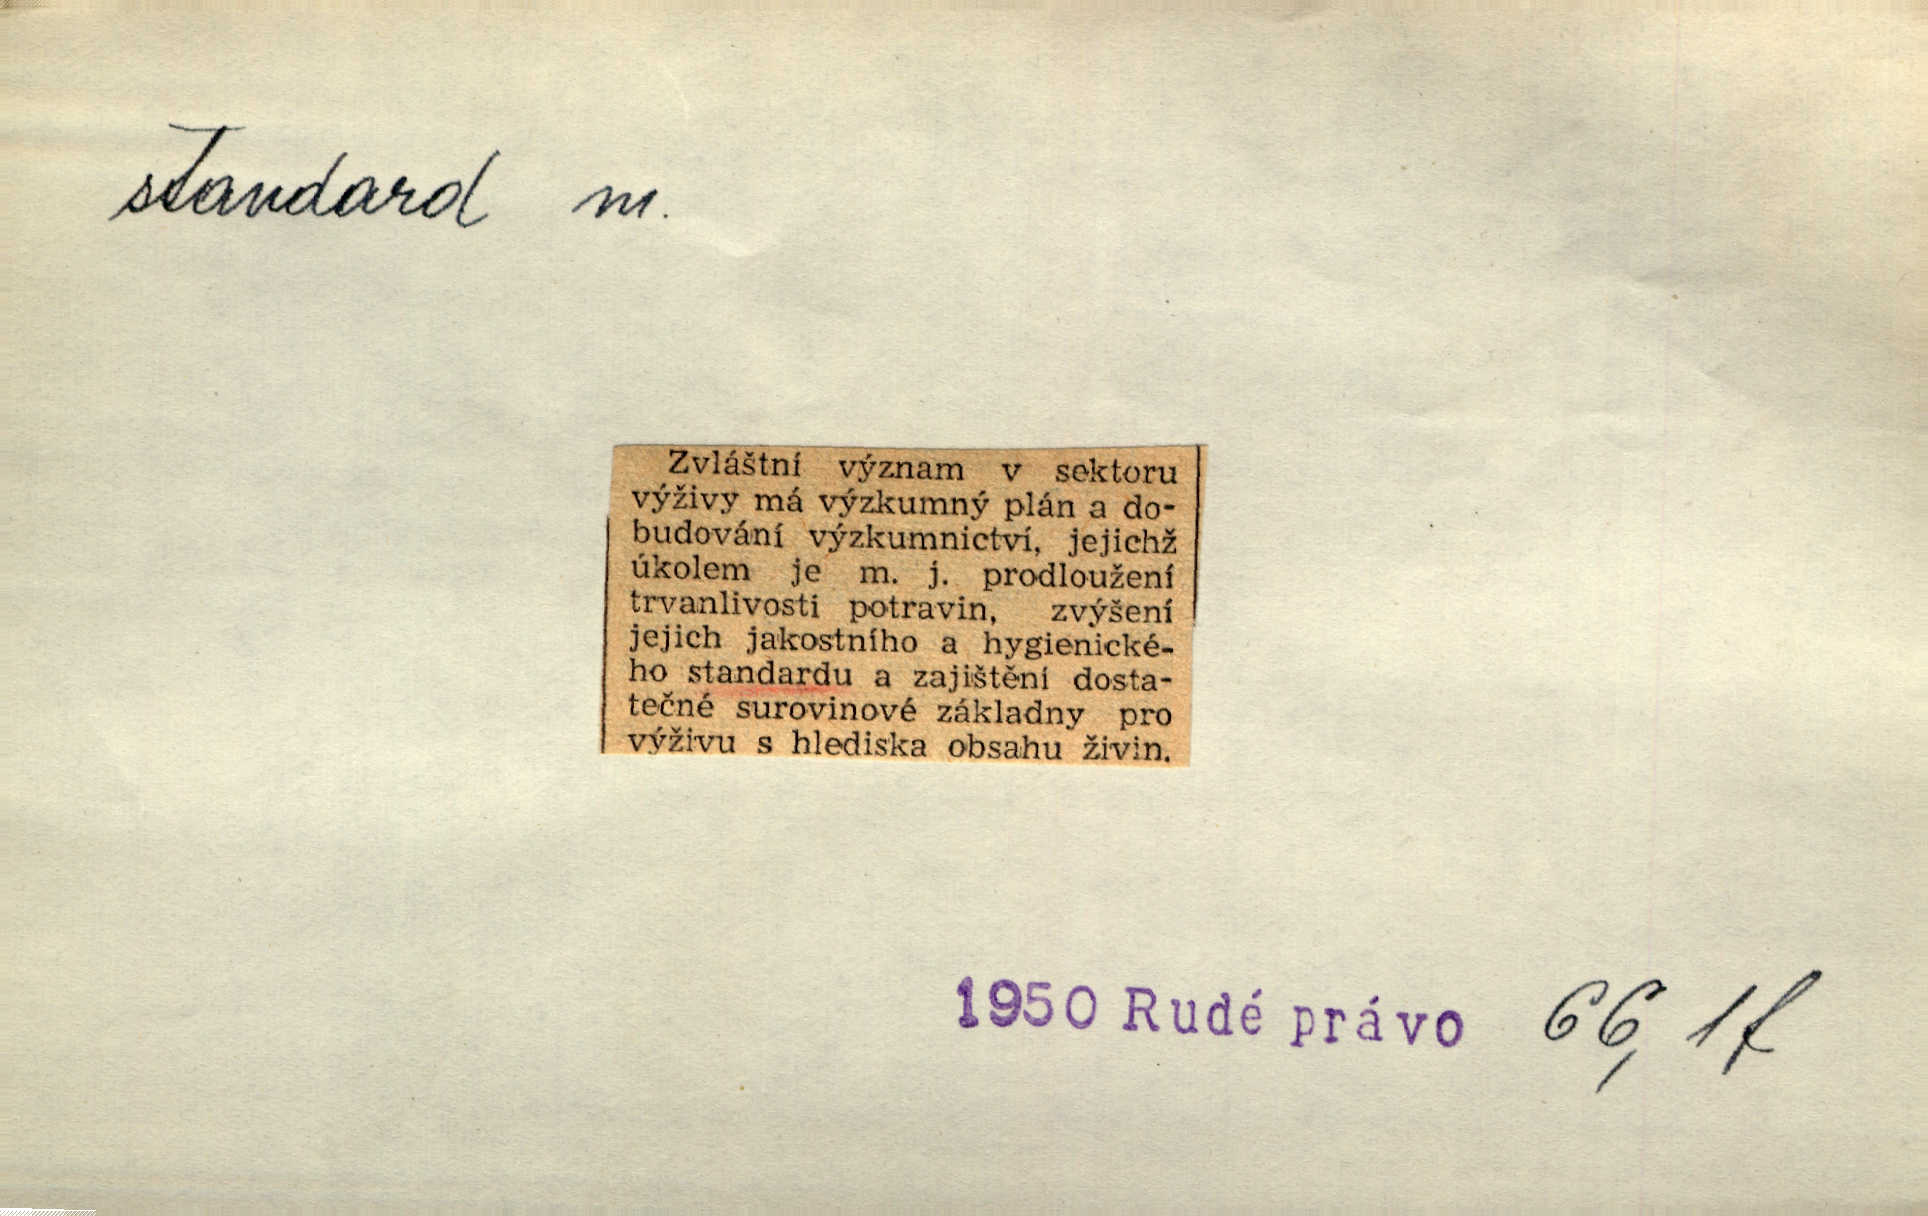 standard m.
Zvláštní význam v sektoru
výživy má výzkumný plán a do-
budování výzkumnictví, jejichž
úkolem je m. j. prodloužení
trvanlivosti potravin, zvýšení
jejich jakostního a hygienické-
ho standardu a zajištění dosta-
tečné surovinové základny pro
výživu s hlediska obsahu živin.
1950 Rudé právo 66, 1f